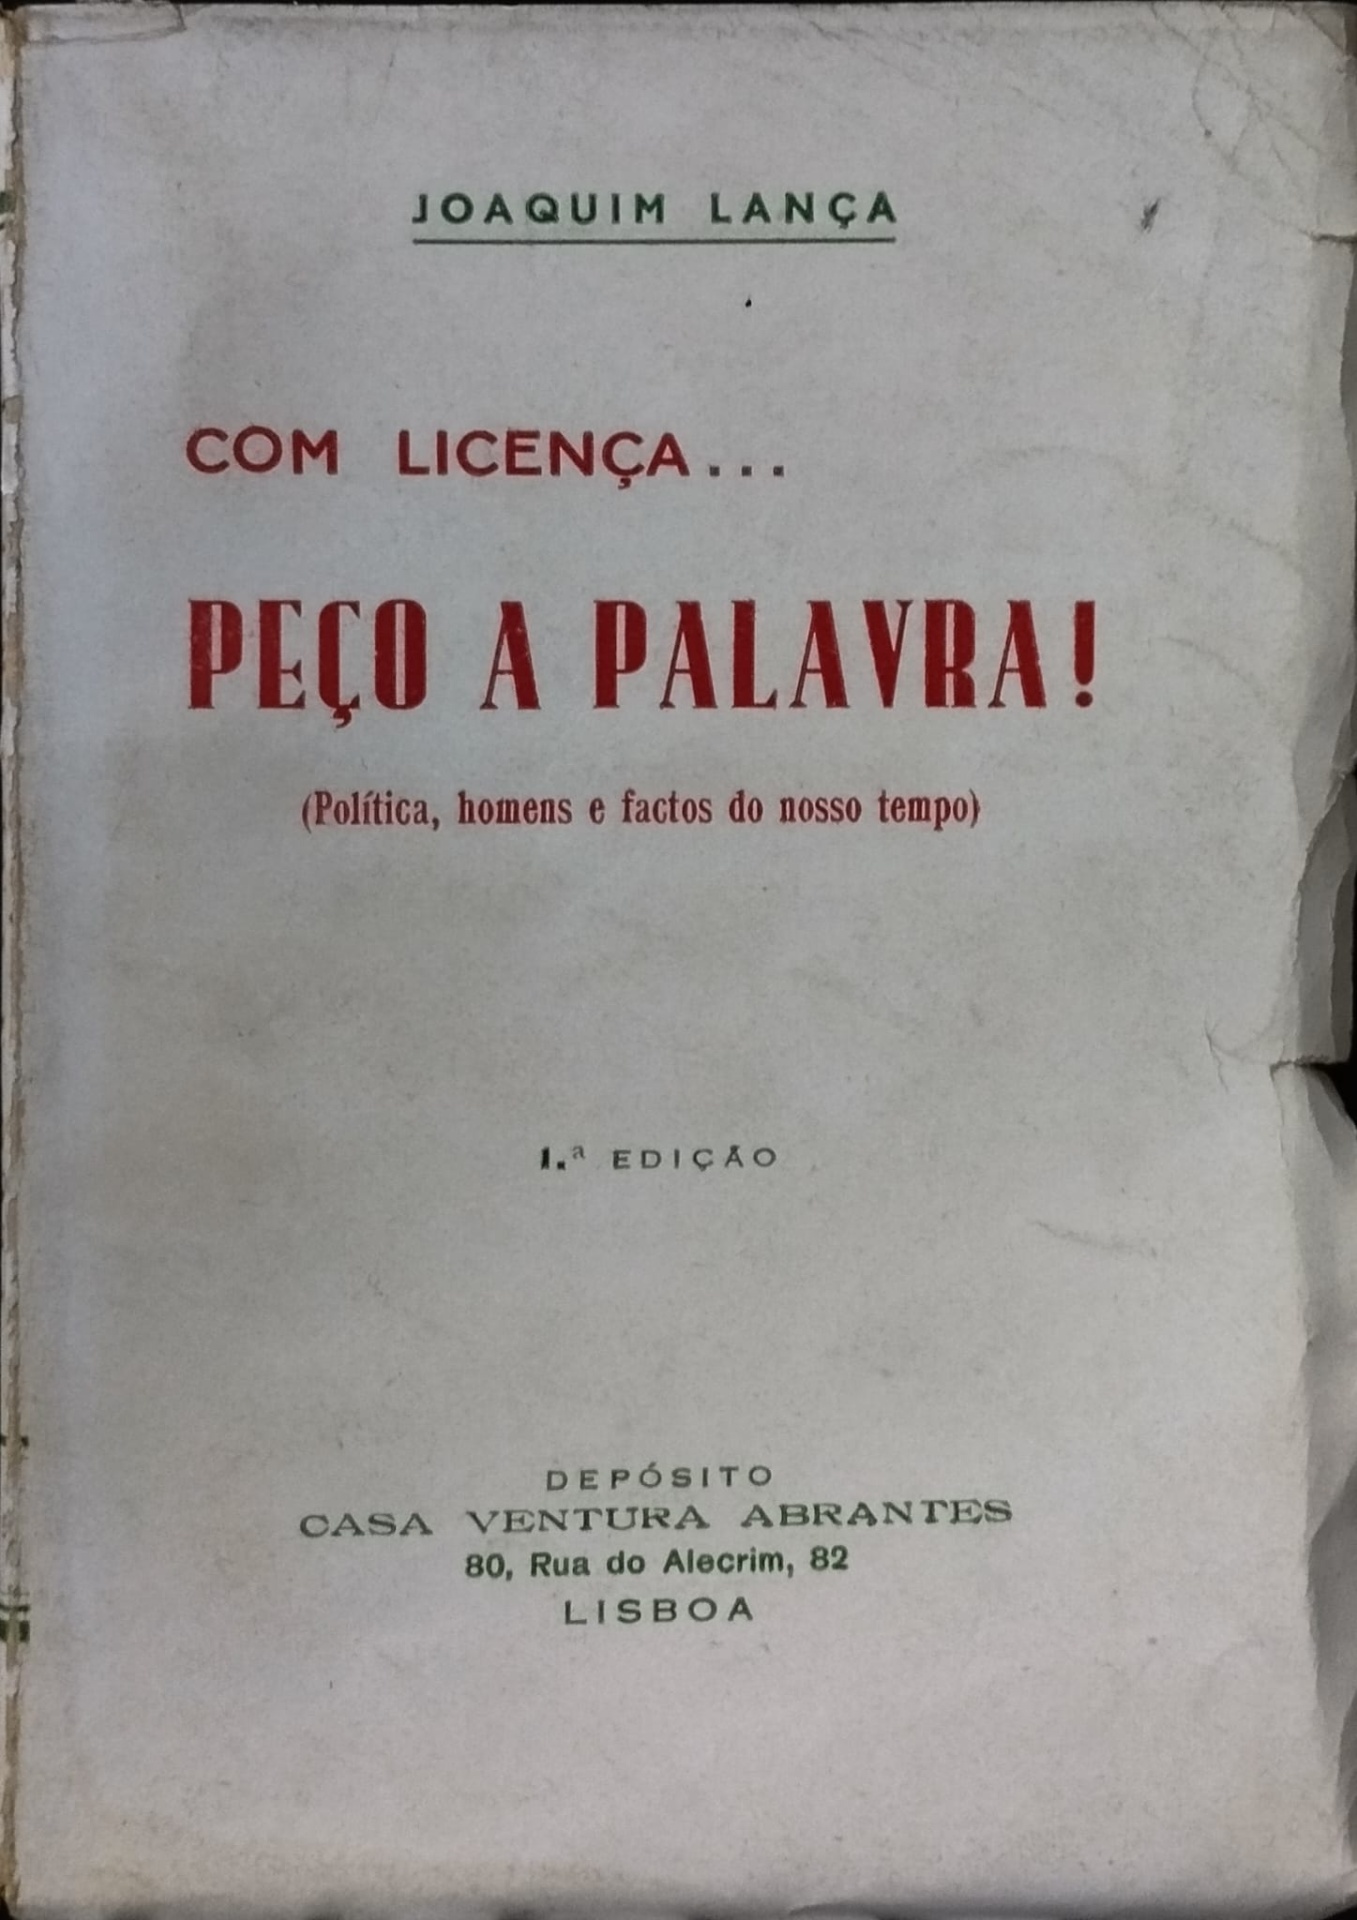 JOAQUIM LANÇA
COM LICENÇA...
PEÇO A PALAVRA!
(Política, homens e factos do nosso tempo)
1.ª EDIÇÃO
DEPÓSITO
CASA VENTURA ABRANTES
80, Rua do Alecrim, 82
LISBOA